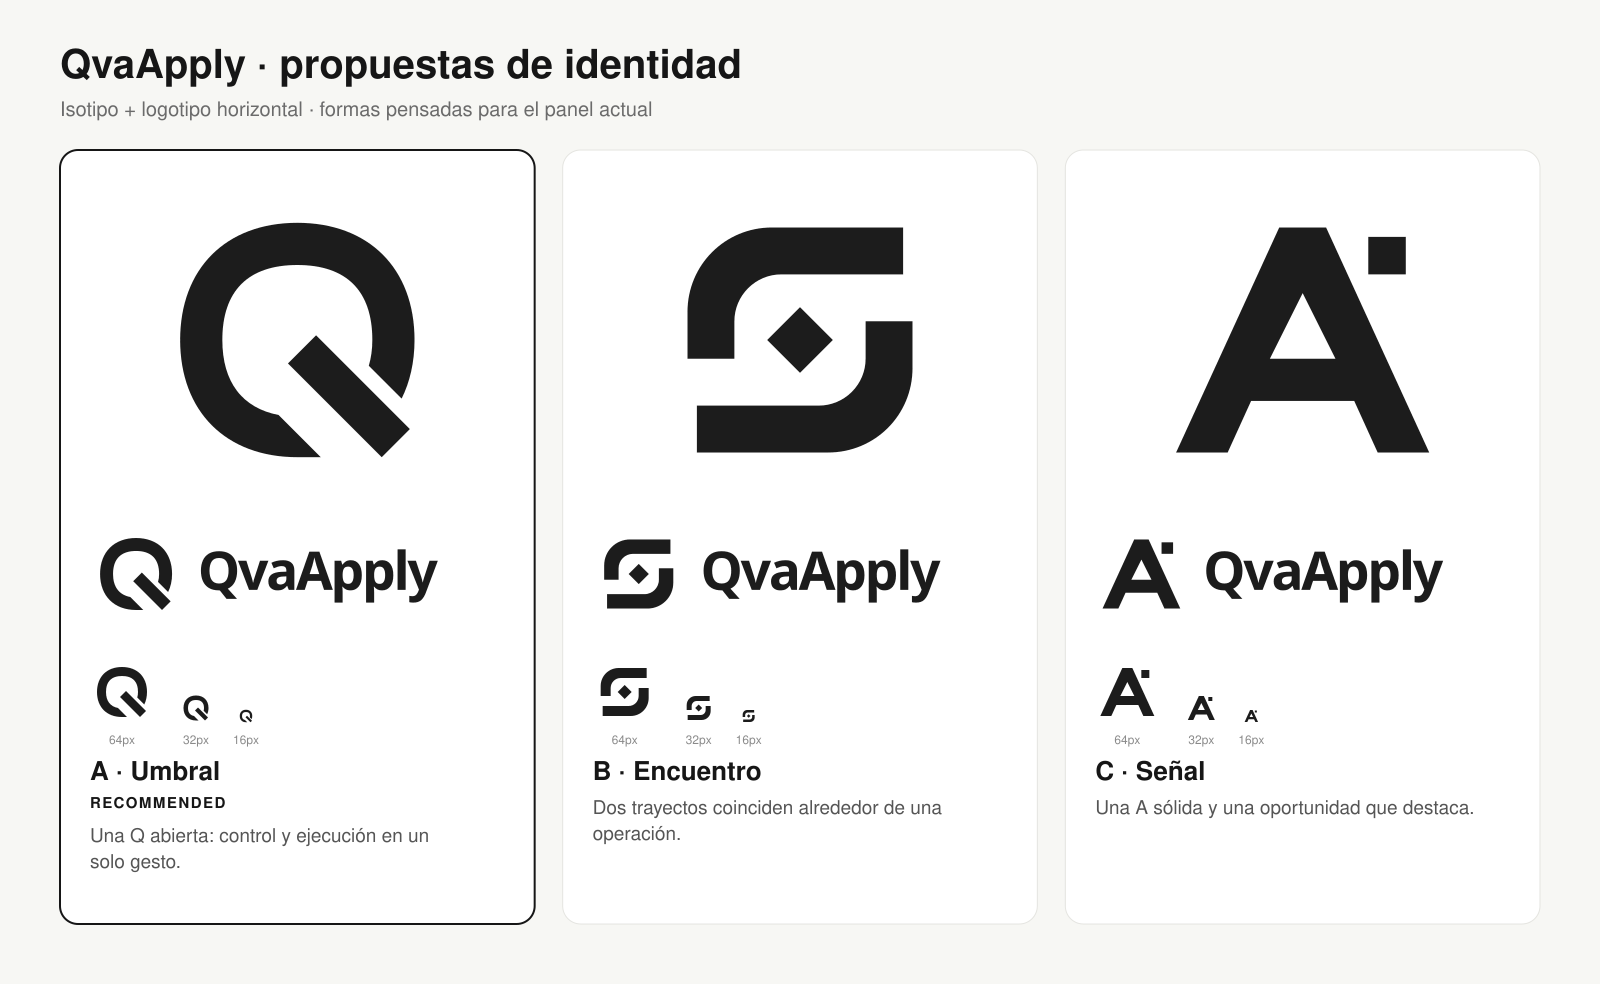 QvaApply · propuestas de identidad
Isotipo + logotipo horizontal · formas pensadas para el panel actual
QvaApply
64px 32px 16px
A · Umbral
RECOMMENDED
Una Q abierta: control y ejecución en un
solo gesto.
QvaApply
64px 32px 16px
B · Encuentro
Dos trayectos coinciden alrededor de una
operación.
QvaApply
64px 32px 16px
C · Señal
Una A sólida y una oportunidad que destaca.